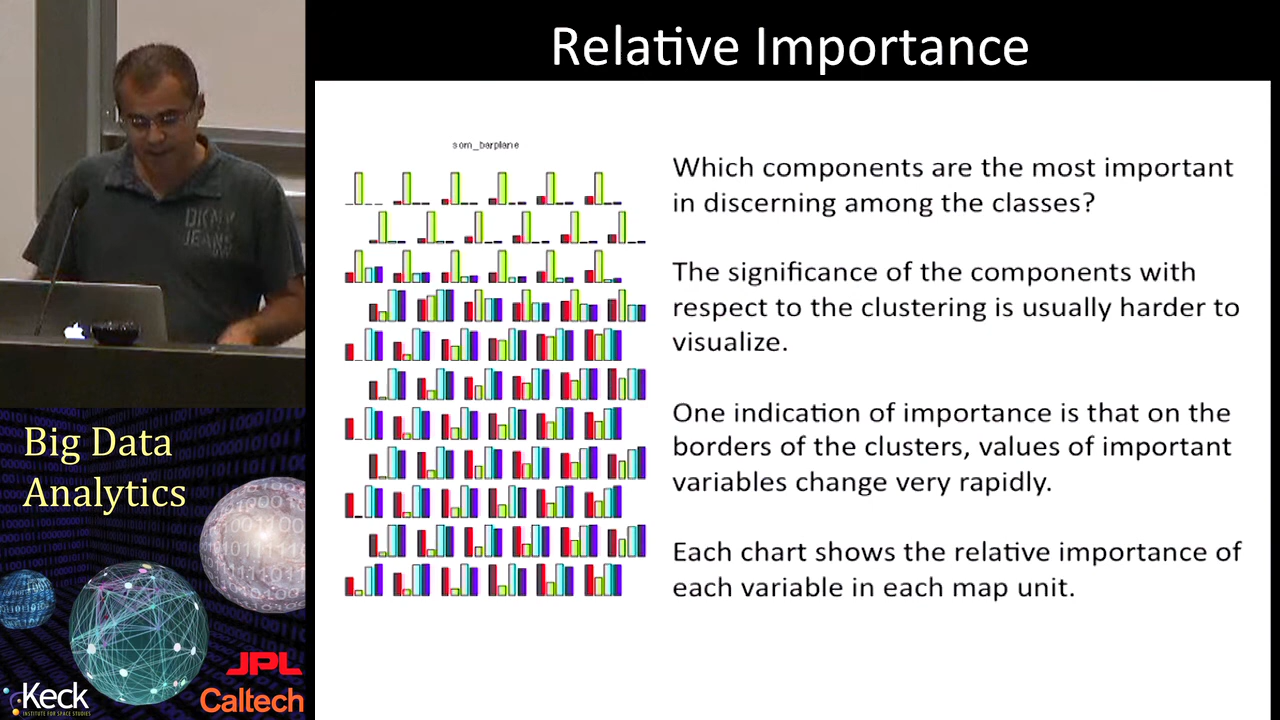 Relative Importance
som_barplane
Which components are the most important
in discerning among the classes?
The significance of the components with
respect to the clustering is usually harder to
visualize.
One indication of importance is that on the
borders of the clusters, values of important
variables change very rapidly.
Each chart shows the relative importance of
each variable in each map unit.
DKNY
JEANS
Big Data
Analytics
JPL
Keck
INSTITUTE FOR SPACE STUDIES
Caltech